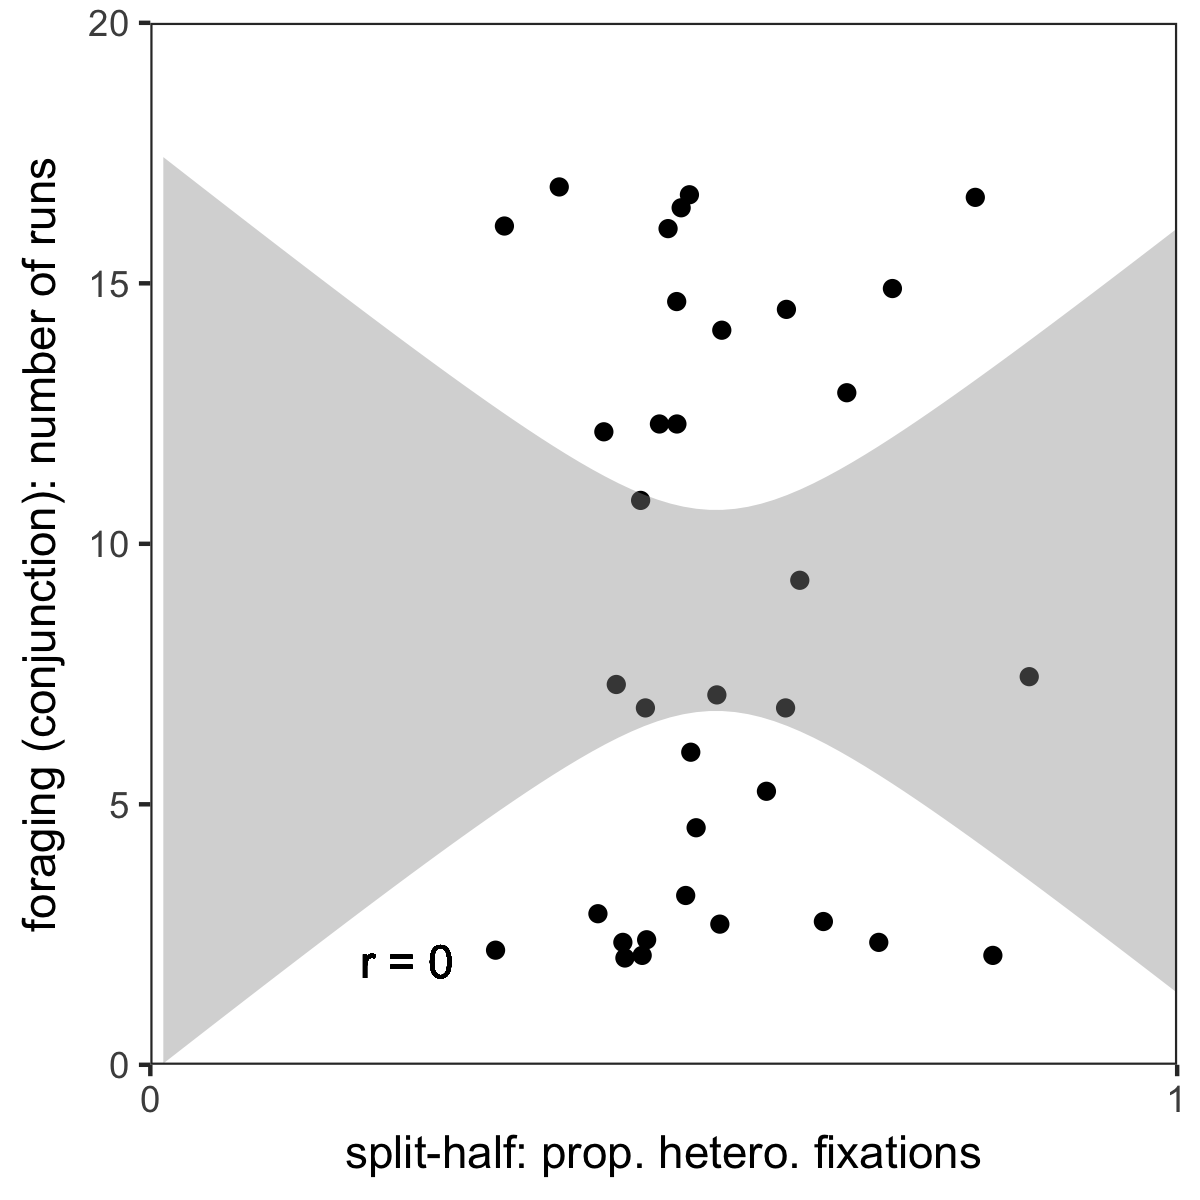 20
15
10
5
0
foraging (conjunction): number of runs
r = 0
0
1
split-half: prop. hetero. fixations